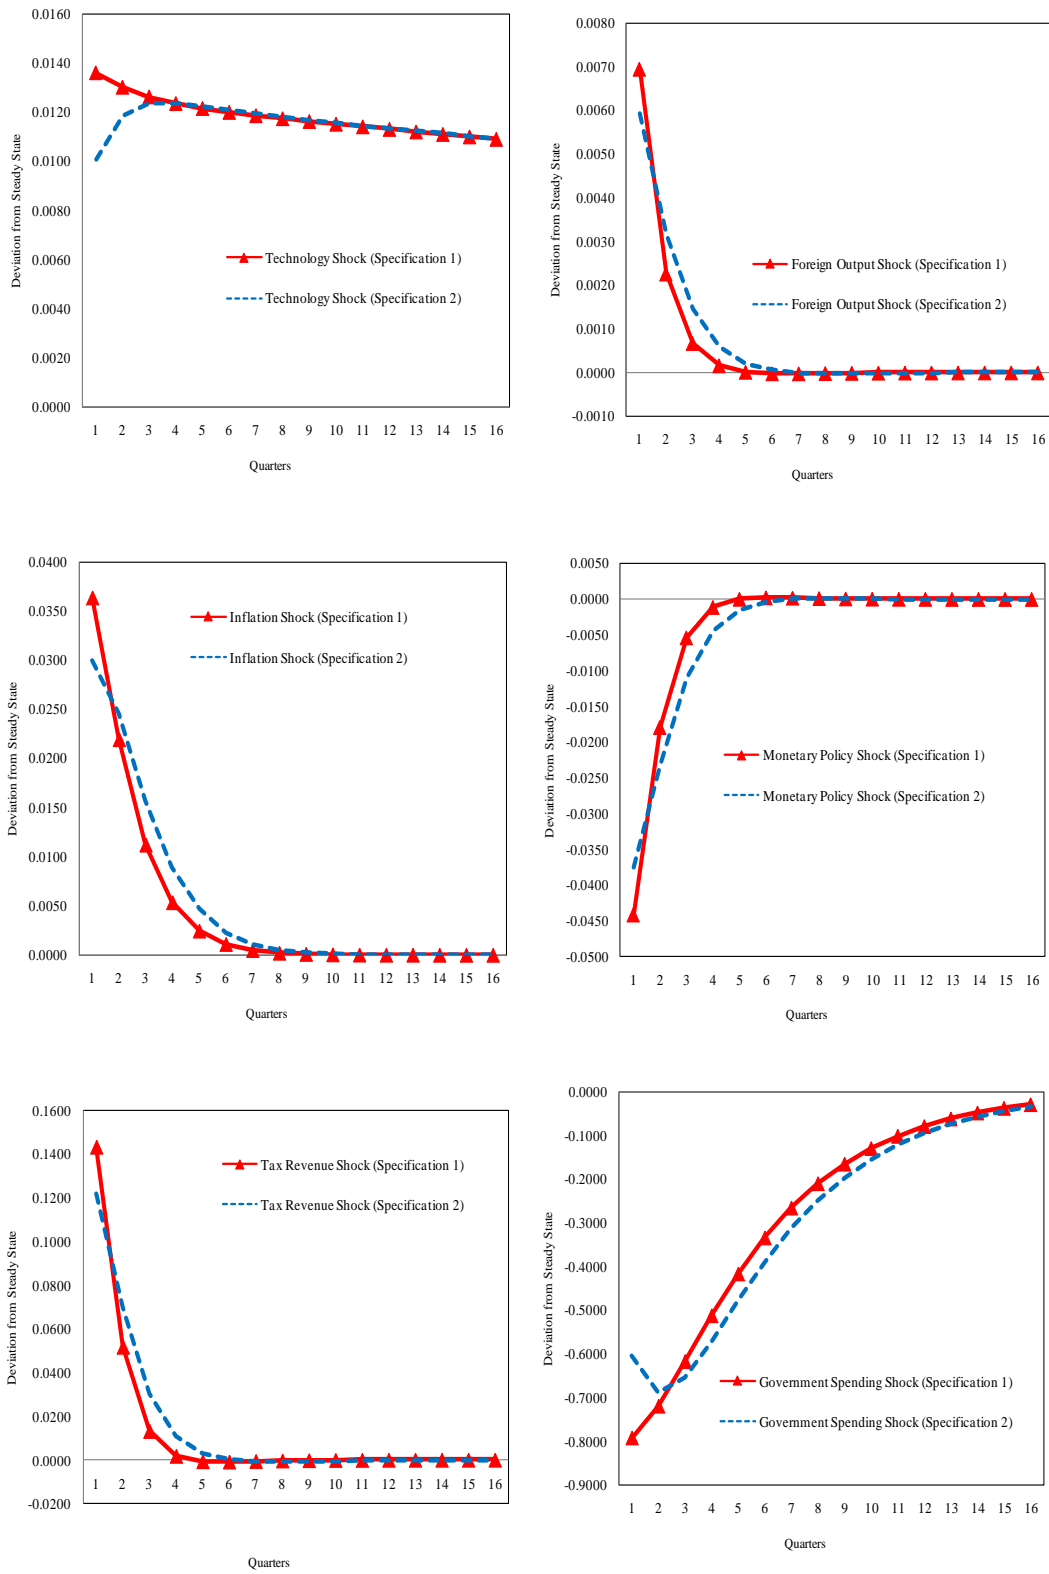 0.0160
0.0140
0.0120
0.0100
0.0080
0.0060
0.0040
0.0020
0.0000
Deviation from Steady State
Technology Shock (Specification 1)
Technology Shock (Specification 2)
1 2 3 4 5 6 7 8 9 10 11 12 13 14 15 16
Quarters
0.0080
0.0070
0.0060
0.0050
0.0040
0.0030
0.0020
0.0010
0.0000
-0.0010
Deviation from Steady State
Foreign Output Shock (Specification 1)
Foreign Output Shock (Specification 2)
1 2 3 4 5 6 7 8 9 10 11 12 13 14 15 16
Quarters
0.0400
0.0350
0.0300
0.0250
0.0200
0.0150
0.0100
0.0050
0.0000
Deviation from Steady State
Inflation Shock (Specification 1)
Inflation Shock (Specification 2)
1 2 3 4 5 6 7 8 9 10 11 12 13 14 15 16
Quarters
0.0050
0.0000
-0.0050
-0.0100
-0.0150
-0.0200
-0.0250
-0.0300
-0.0350
-0.0400
-0.0450
-0.0500
Deviation from Steady State
Monetary Policy Shock (Specification 1)
Monetary Policy Shock (Specification 2)
1 2 3 4 5 6 7 8 9 10 11 12 13 14 15 16
Quarters
0.1600
0.1400
0.1200
0.1000
0.0800
0.0600
0.0400
0.0200
0.0000
-0.0200
Deviation from Steady State
Tax Revenue Shock (Specification 1)
Tax Revenue Shock (Specification 2)
1 2 3 4 5 6 7 8 9 10 11 12 13 14 15 16
Quarters
0.0000
-0.1000
-0.2000
-0.3000
-0.4000
-0.5000
-0.6000
-0.7000
-0.8000
-0.9000
Deviation from Steady State
Government Spending Shock (Specification 1)
Government Spending Shock (Specification 2)
1 2 3 4 5 6 7 8 9 10 11 12 13 14 15 16
Quarters